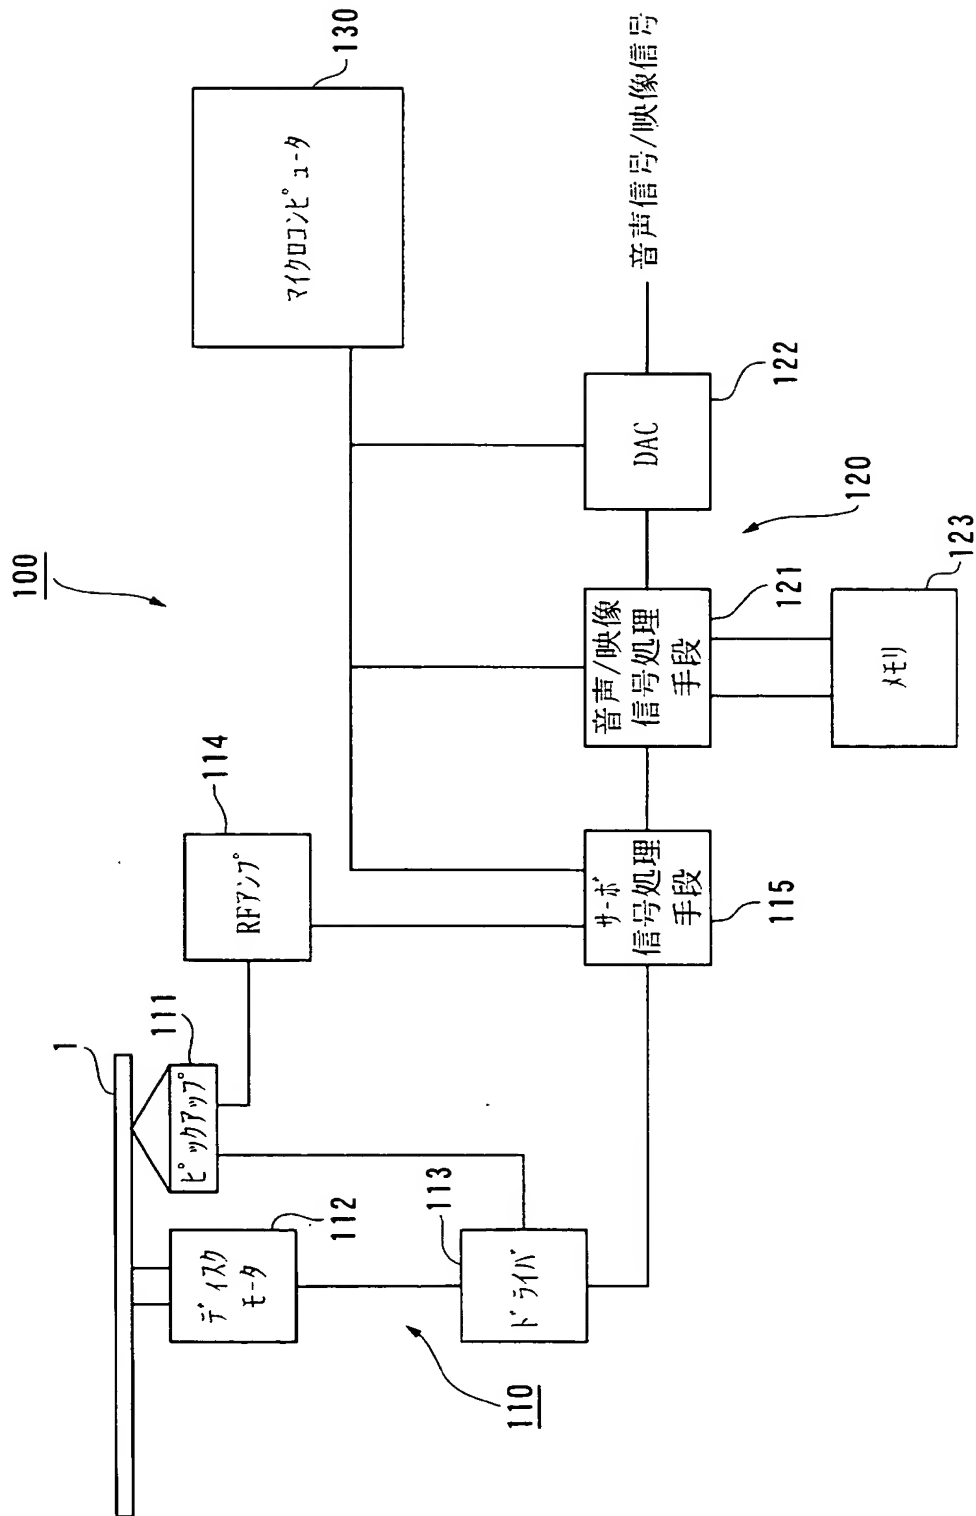 100
1
ピックアップ
111
ディスク
モータ
112
ドライバ
113
110
RFアンプ
114
サーボ
信号処理
手段
115
音声/映像
信号処理
手段
121
120
メモリ
123
DAC
122
マイクロコンピュータ
130
音声信号/映像信号